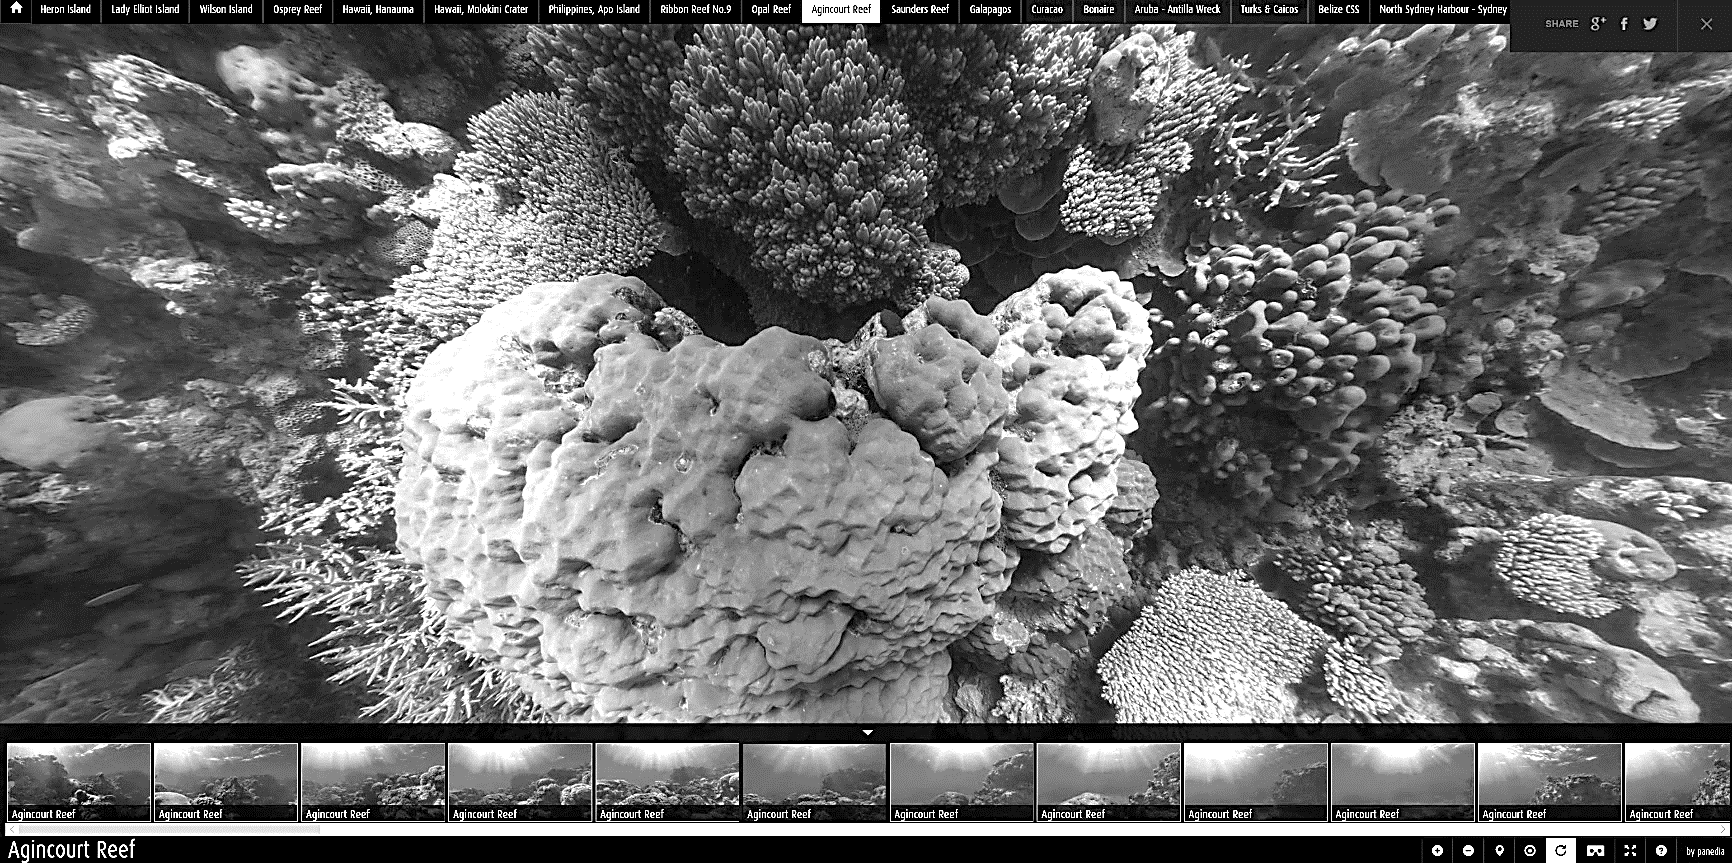 Heron Island
Lady Elliot Island
Wilson Island
Osprey Reef
Hawaii, Hanauma
Hawaii, Molokini Crater
Philippines, Apo Island
Ribbon Reef No.9
Opal Reef
Agincourt Reef
Saunders Reef
Galapagos
Curacao
Bonaire
Aruba - Antilla Wreck
Turks & Caicos
Belize CSS
North Sydney Harbour - Sydney
SHARE
Agincourt Reef
Agincourt Reef
Agincourt Reef
Agincourt Reef
Agincourt Reef
Agincourt Reef
Agincourt Reef
Agincourt Reef
Agincourt Reef
Agincourt Reef
Agincourt Reef
Agincourt Reef
Agincourt Reef
by panedia